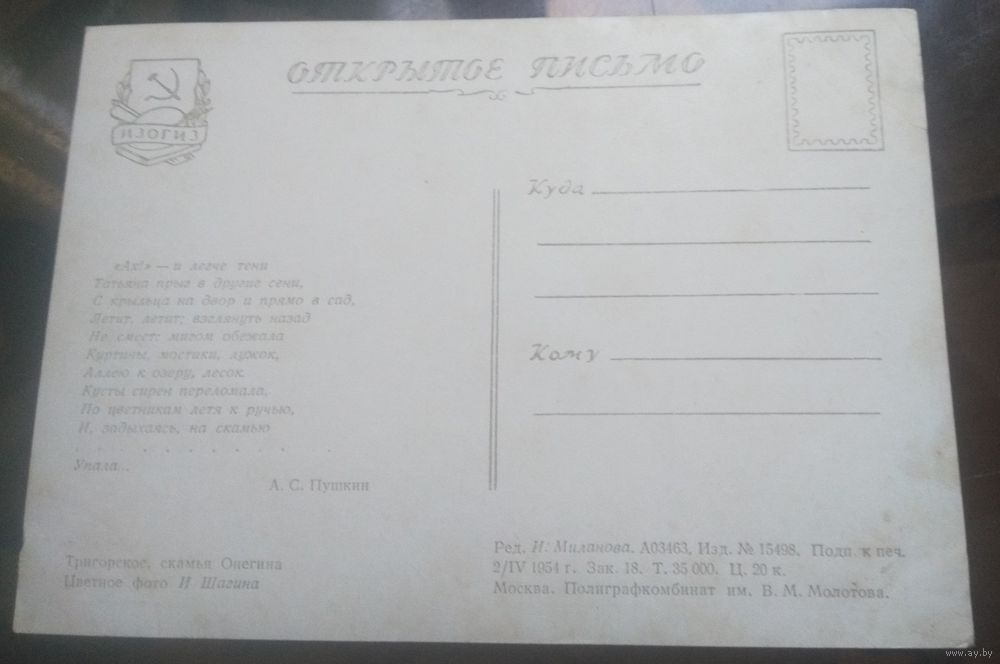 ОТКРЫТОЕ ПИСЬМО
ИЗОГИЗ
Куда
Кому
«Ах!» — и легче тени
Татьяна прыг в другие сени,
С крыльца на двор и прямо в сад,
Летит, летит; взглянуть назад
Не смеет; мигом обежала
Куртины, мостики, лужок,
Аллею к озеру, лесок.
Кусты сирен переломала,
По цветникам летя к ручью,
И, задыхаясь, на скамью
. . . . . . . . . .
Упала...
А. С. Пушкин
Тригорское, скамья Онегина
Цветное фото И Шагина
Ред. И. Миланова. А03463, Изд. № 15498. Подп. к печ.
2/IV 1954 г. Зак. 18. Т. 35 000. Ц. 20 к.
Москва. Полиграфкомбинат им. В. М. Молотова.
www.ay.by